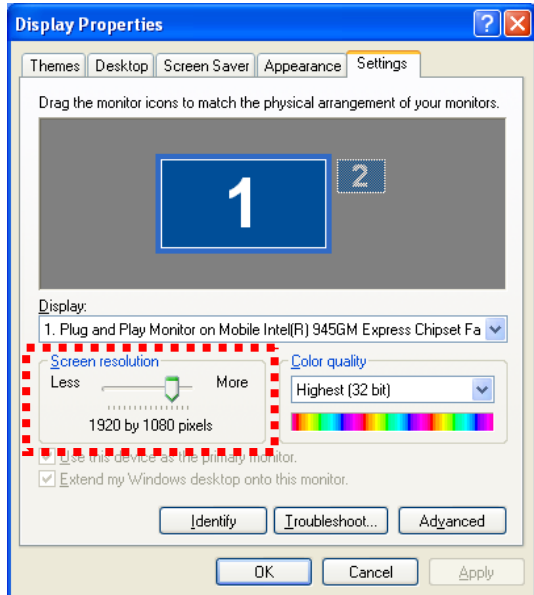 Display Properties
Themes Desktop Screen Saver Appearance Settings
Drag the monitor icons to match the physical arrangement of your monitors.
1
2
Display:
1. Plug and Play Monitor on Mobile Intel(R) 945GM Express Chipset Fa
Screen resolution
Less More
1920 by 1080 pixels
Color quality
Highest (32 bit)
Use this device as the primary monitor.
Extend my Windows desktop onto this monitor.
Identify Troubleshoot... Advanced
OK Cancel Apply